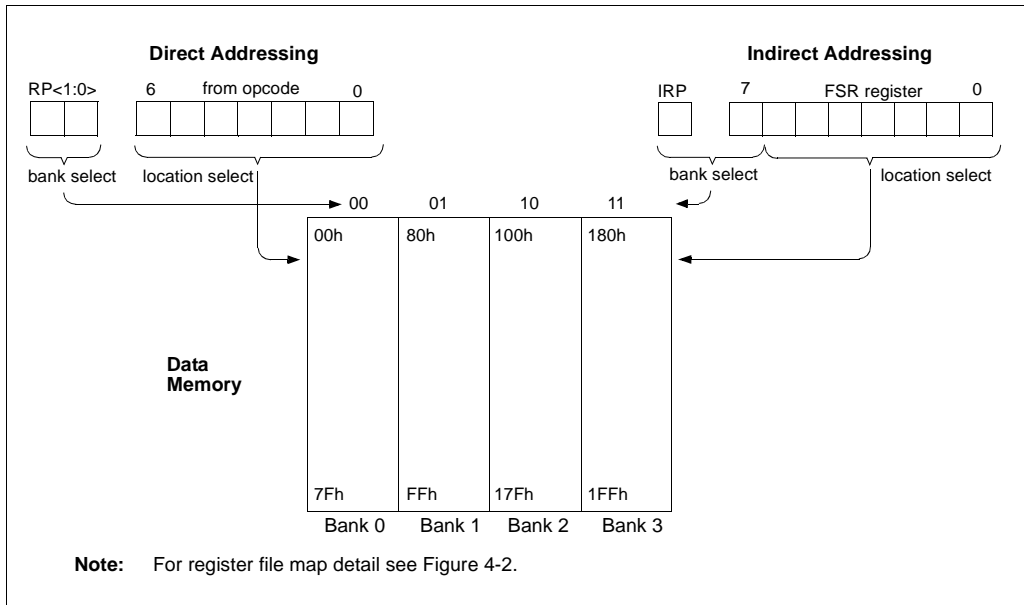 Direct Addressing Indirect Addressing
RP<1:0> 6 from opcode 0 IRP 7 FSR register 0
bank select location select bank select location select
00 01 10 11
00h 80h 100h 180h
Data
Memory
7Fh FFh 17Fh 1FFh
Bank 0 Bank 1 Bank 2 Bank 3
Note: For register file map detail see Figure 4-2.